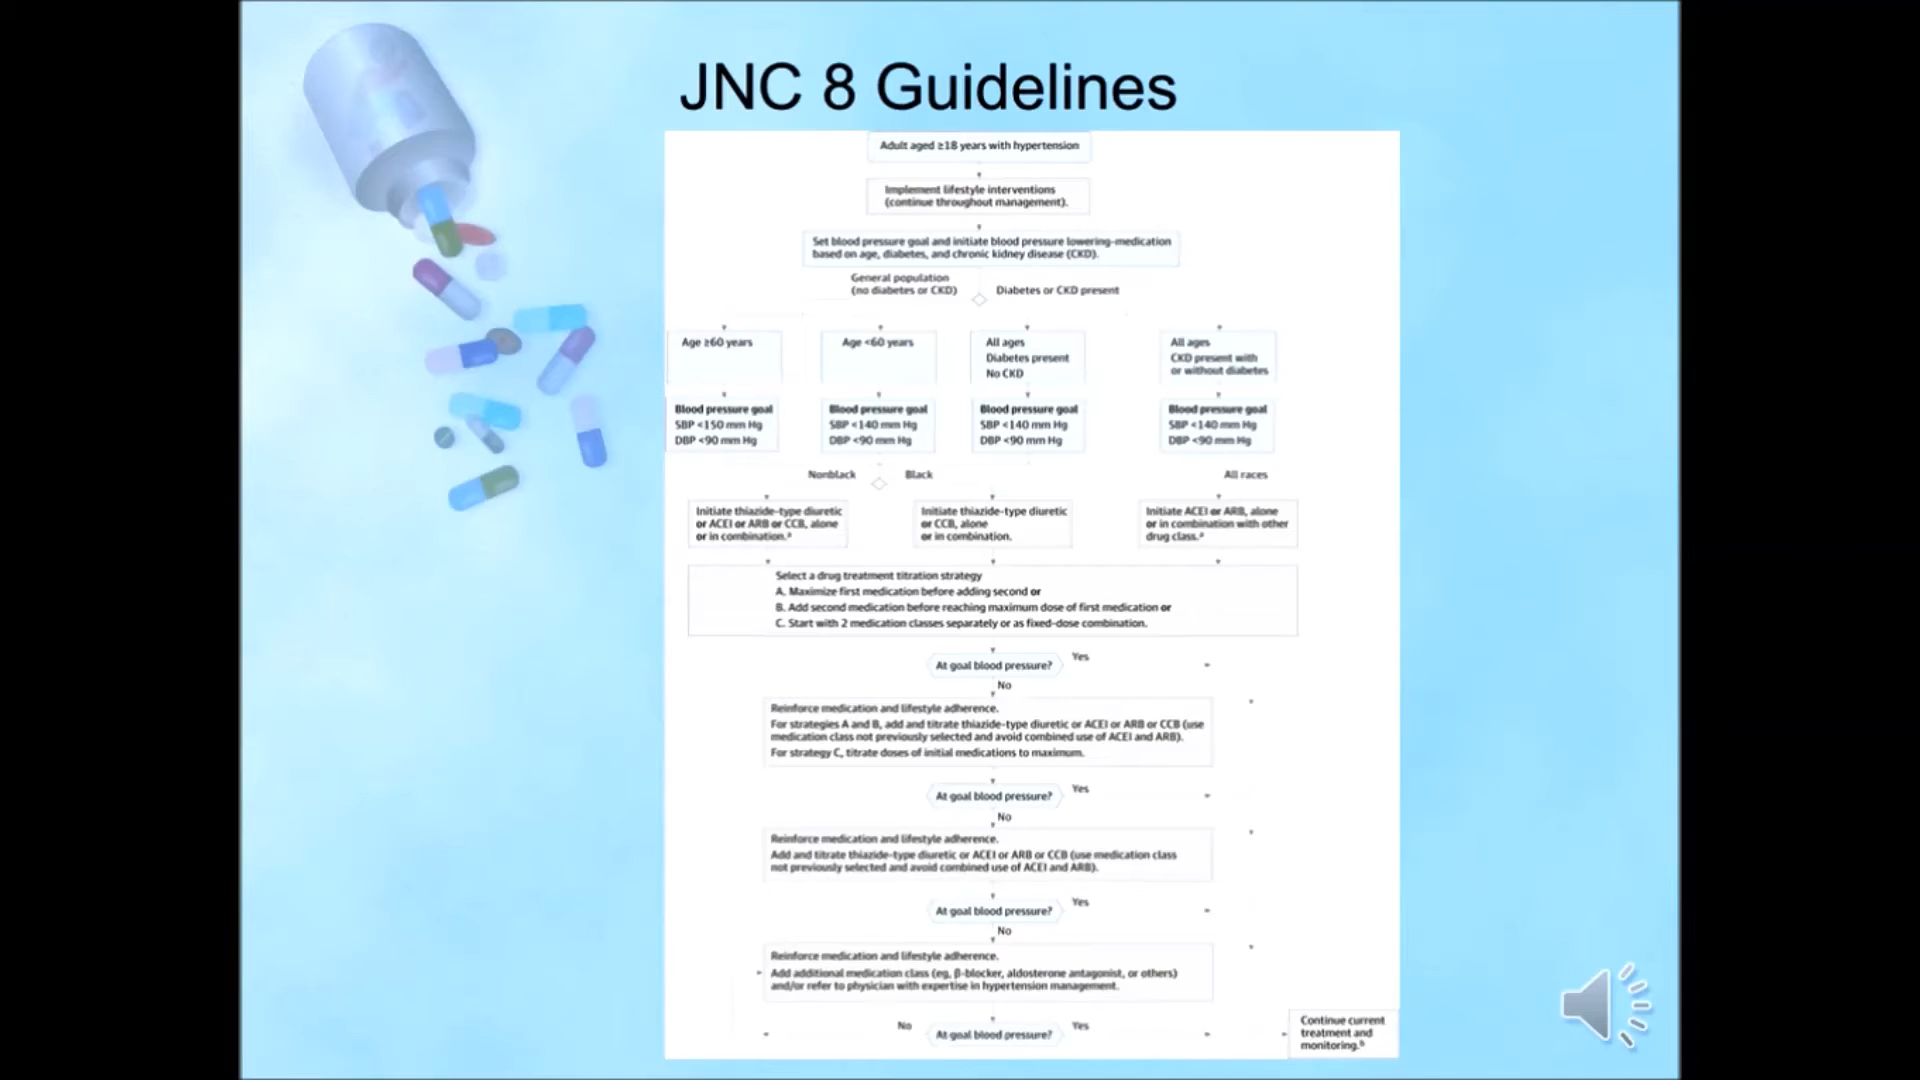 JNC 8 Guidelines
Adult aged ≥18 years with hypertension
Implement lifestyle interventions
(continue throughout management).
Set blood pressure goal and initiate blood pressure lowering-medication
based on age, diabetes, and chronic kidney disease (CKD).
General population
(no diabetes or CKD)
Diabetes or CKD present
Age ≥60 years
Age <60 years
All ages
Diabetes present
No CKD
All ages
CKD present with
or without diabetes
Blood pressure goal
SBP <150 mm Hg
DBP <90 mm Hg
Blood pressure goal
SBP <140 mm Hg
DBP <90 mm Hg
Blood pressure goal
SBP <140 mm Hg
DBP <90 mm Hg
Blood pressure goal
SBP <140 mm Hg
DBP <90 mm Hg
Nonblack
Black
All races
Initiate thiazide-type diuretic
or ACEI or ARB or CCB, alone
or in combination.ᵃ
Initiate thiazide-type diuretic
or CCB, alone
or in combination.
Initiate ACEI or ARB, alone
or in combination with other
drug class.ᵃ
Select a drug treatment titration strategy
A. Maximize first medication before adding second or
B. Add second medication before reaching maximum dose of first medication or
C. Start with 2 medication classes separately or as fixed-dose combination.
At goal blood pressure?
Yes
No
Reinforce medication and lifestyle adherence.
For strategies A and B, add and titrate thiazide-type diuretic or ACEI or ARB or CCB (use
medication class not previously selected and avoid combined use of ACEI and ARB).
For strategy C, titrate doses of initial medications to maximum.
At goal blood pressure?
Yes
No
Reinforce medication and lifestyle adherence.
Add and titrate thiazide-type diuretic or ACEI or ARB or CCB (use medication class
not previously selected and avoid combined use of ACEI and ARB).
At goal blood pressure?
Yes
No
Reinforce medication and lifestyle adherence.
Add additional medication class (eg, β-blocker, aldosterone antagonist, or others)
and/or refer to physician with expertise in hypertension management.
No
At goal blood pressure?
Yes
Continue current
treatment and
monitoring.ᵇ